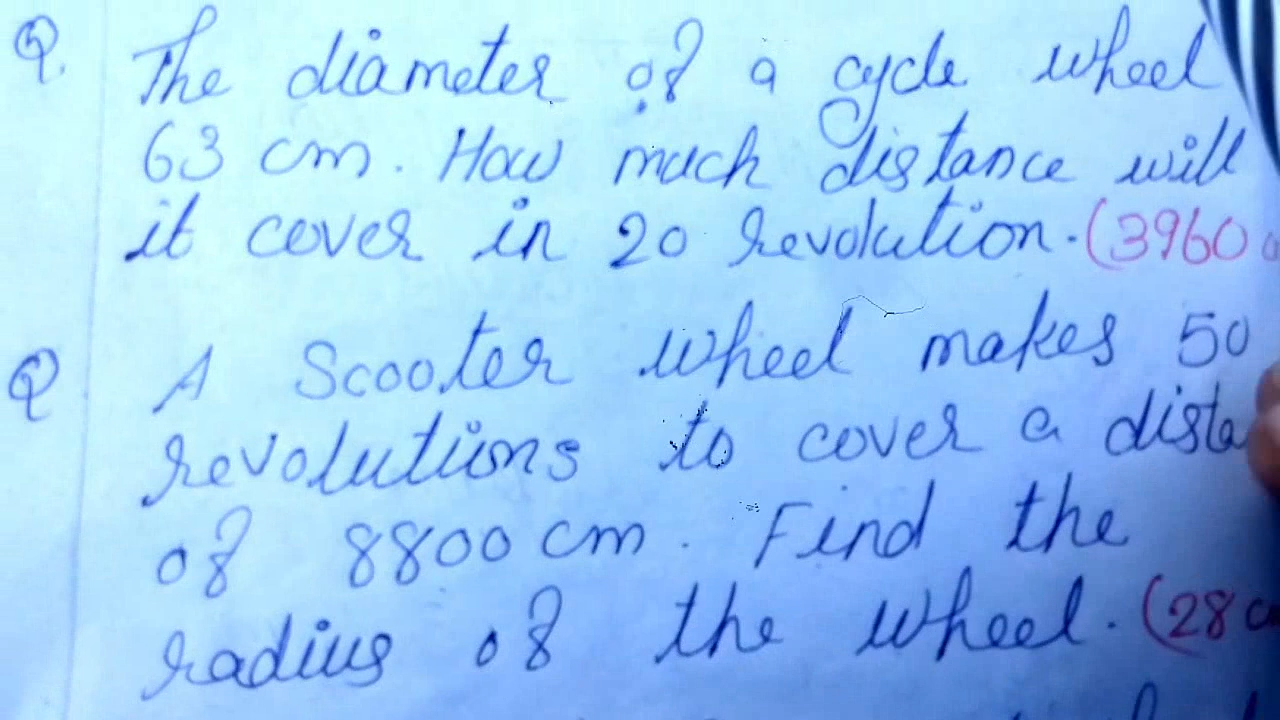 Q. The diameter of a cycle wheel
63 cm. How much distance will
it cover in 20 revolution. (3960
Q A Scooter wheel makes 50
revolutions to cover a dista
of 8800 cm. Find the
radius of the wheel. (28 c